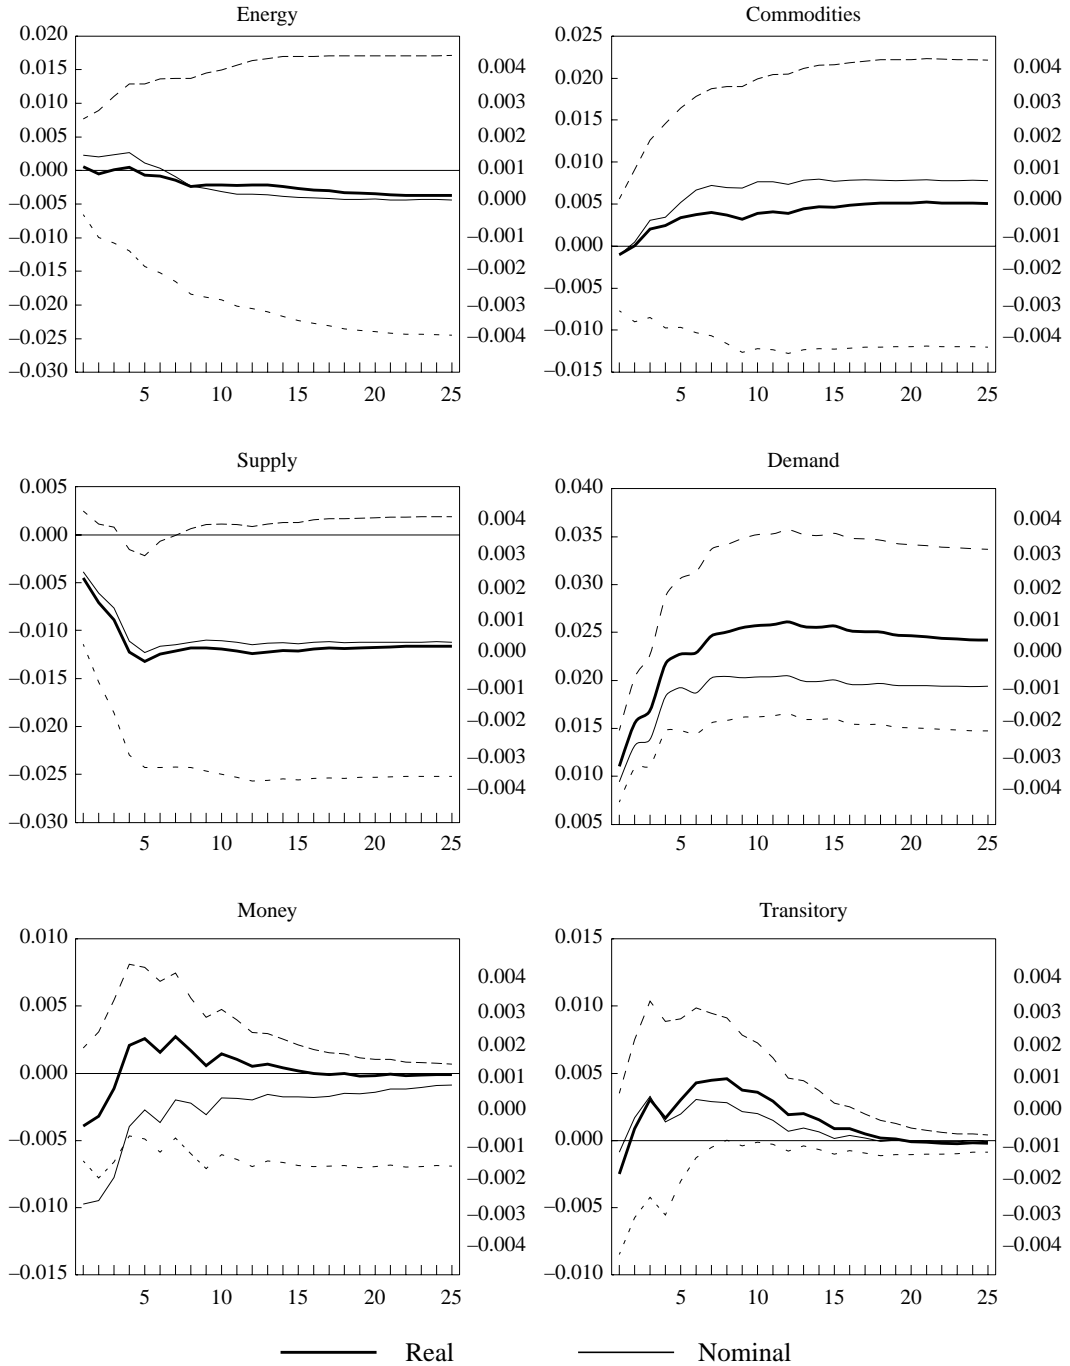 Energy Commodities
0.020 0.025
0.015 0.004 0.020 0.004
0.010 0.003 0.015 0.003
0.005 0.002 0.010 0.002
0.000 0.001 0.005 0.001
–0.005 0.000 0.000 0.000
–0.010 –0.001 –0.005 –0.001
–0.015 –0.002 –0.010 –0.002
–0.020 –0.003 –0.015 –0.003
–0.025 –0.004 –0.004
–0.030
5 10 15 20 25 5 10 15 20 25
Supply Demand
0.005 0.040
0.000 0.004 0.035 0.004
–0.005 0.003 0.030 0.003
–0.010 0.002 0.025 0.002
–0.015 0.001 0.020 0.001
–0.020 0.000 0.015 0.000
–0.025 –0.001 0.010 –0.001
–0.030 –0.002 0.005 –0.002
–0.003 –0.003
–0.004 –0.004
5 10 15 20 25 5 10 15 20 25
Money Transitory
0.010 0.015
0.005 0.004 0.010 0.004
0.000 0.003 0.005 0.003
–0.005 0.002 0.000 0.002
–0.010 0.001 –0.005 0.001
–0.015 0.000 –0.010 0.000
–0.001 –0.001
–0.002 –0.002
–0.003 –0.003
–0.004 –0.004
5 10 15 20 25 5 10 15 20 25
Real Nominal